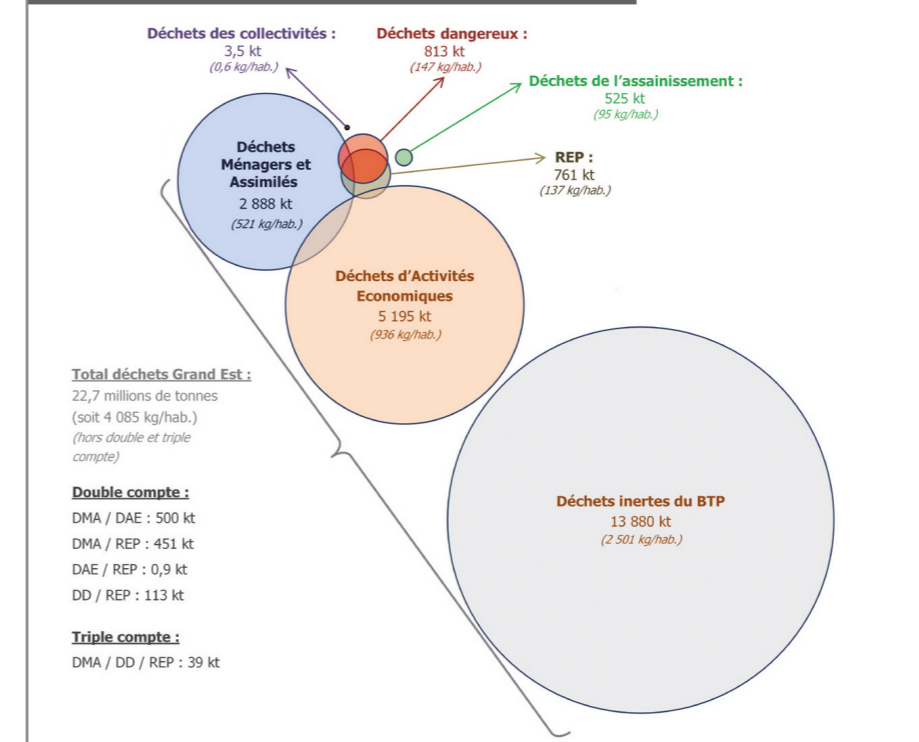 Déchets des collectivités :
3,5 kt
(0,6 kg/hab.)
Déchets dangereux :
813 kt
(147 kg/hab.)
Déchets de l'assainissement :
525 kt
(95 kg/hab.)
REP :
761 kt
(137 kg/hab.)
Déchets
Ménagers et
Assimilés
2 888 kt
(521 kg/hab.)
Déchets d'Activités
Economiques
5 195 kt
(936 kg/hab.)
Total déchets Grand Est :
22,7 millions de tonnes
(soit 4 085 kg/hab.)
(hors double et triple
compte)
Double compte :
DMA / DAE : 500 kt
DMA / REP : 451 kt
DAE / REP : 0,9 kt
DD / REP : 113 kt
Triple compte :
DMA / DD / REP : 39 kt
Déchets inertes du BTP
13 880 kt
(2 501 kg/hab.)